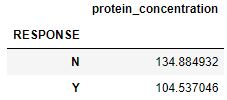 protein_concentration
RESPONSE
N 134.884932
Y 104.537046